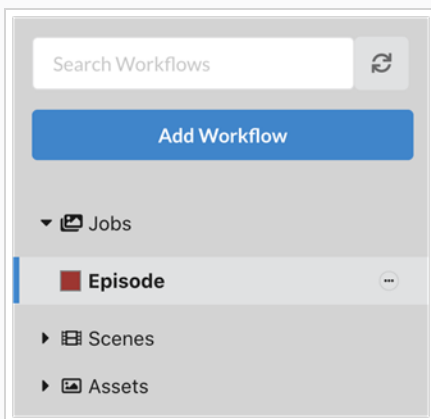 Search Workflows
Add Workflow
Jobs
Episode
Scenes
Assets